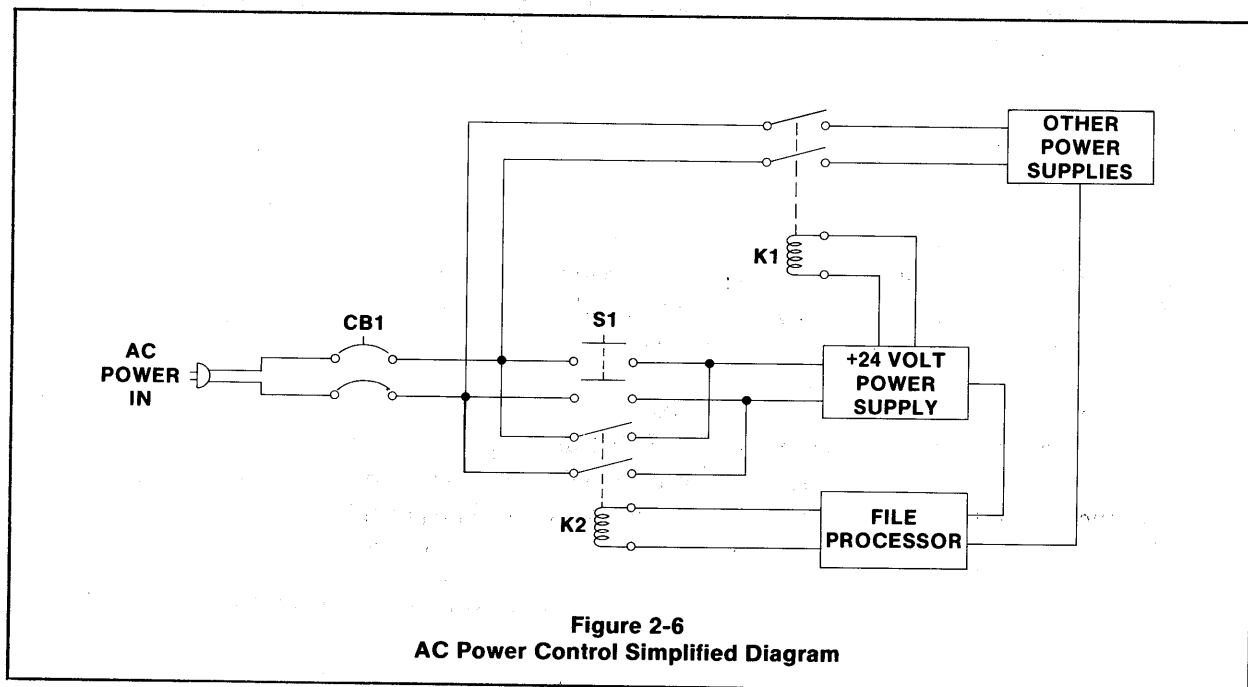 OTHER
POWER
SUPPLIES
K1
CB1
S1
AC
POWER
IN
+24 VOLT
POWER
SUPPLY
K2
FILE
PROCESSOR
Figure 2-6
AC Power Control Simplified Diagram